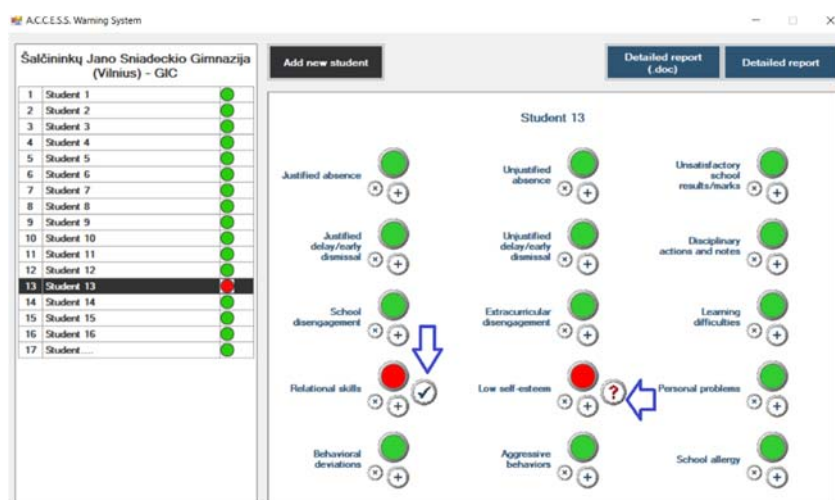 A.C.C.E.S.S. Warning System
Šalčininkų Jano Sniadeckio Gimnazija
(Vilnius) - GIC
1 Student 1
2 Student 2
3 Student 3
4 Student 4
5 Student 5
6 Student 6
7 Student 7
8 Student 8
9 Student 9
10 Student 10
11 Student 11
12 Student 12
13 Student 13
14 Student 14
15 Student 15
16 Student 16
17 Student....
Add new student
Detailed report
(.doc)
Detailed report
Student 13
Justified absence
Unjustified
absence
Unsatisfactory
school
results/marks
Justified
delay/early
dismissal
Unjustified
delay/early
dismissal
Disciplinary
actions and notes
School
disengagement
Extracurricular
disengagement
Learning
difficulties
Relational skills
Low self-esteem
?
Personal problems
Behavioral
deviations
Aggressive
behaviors
School allergy